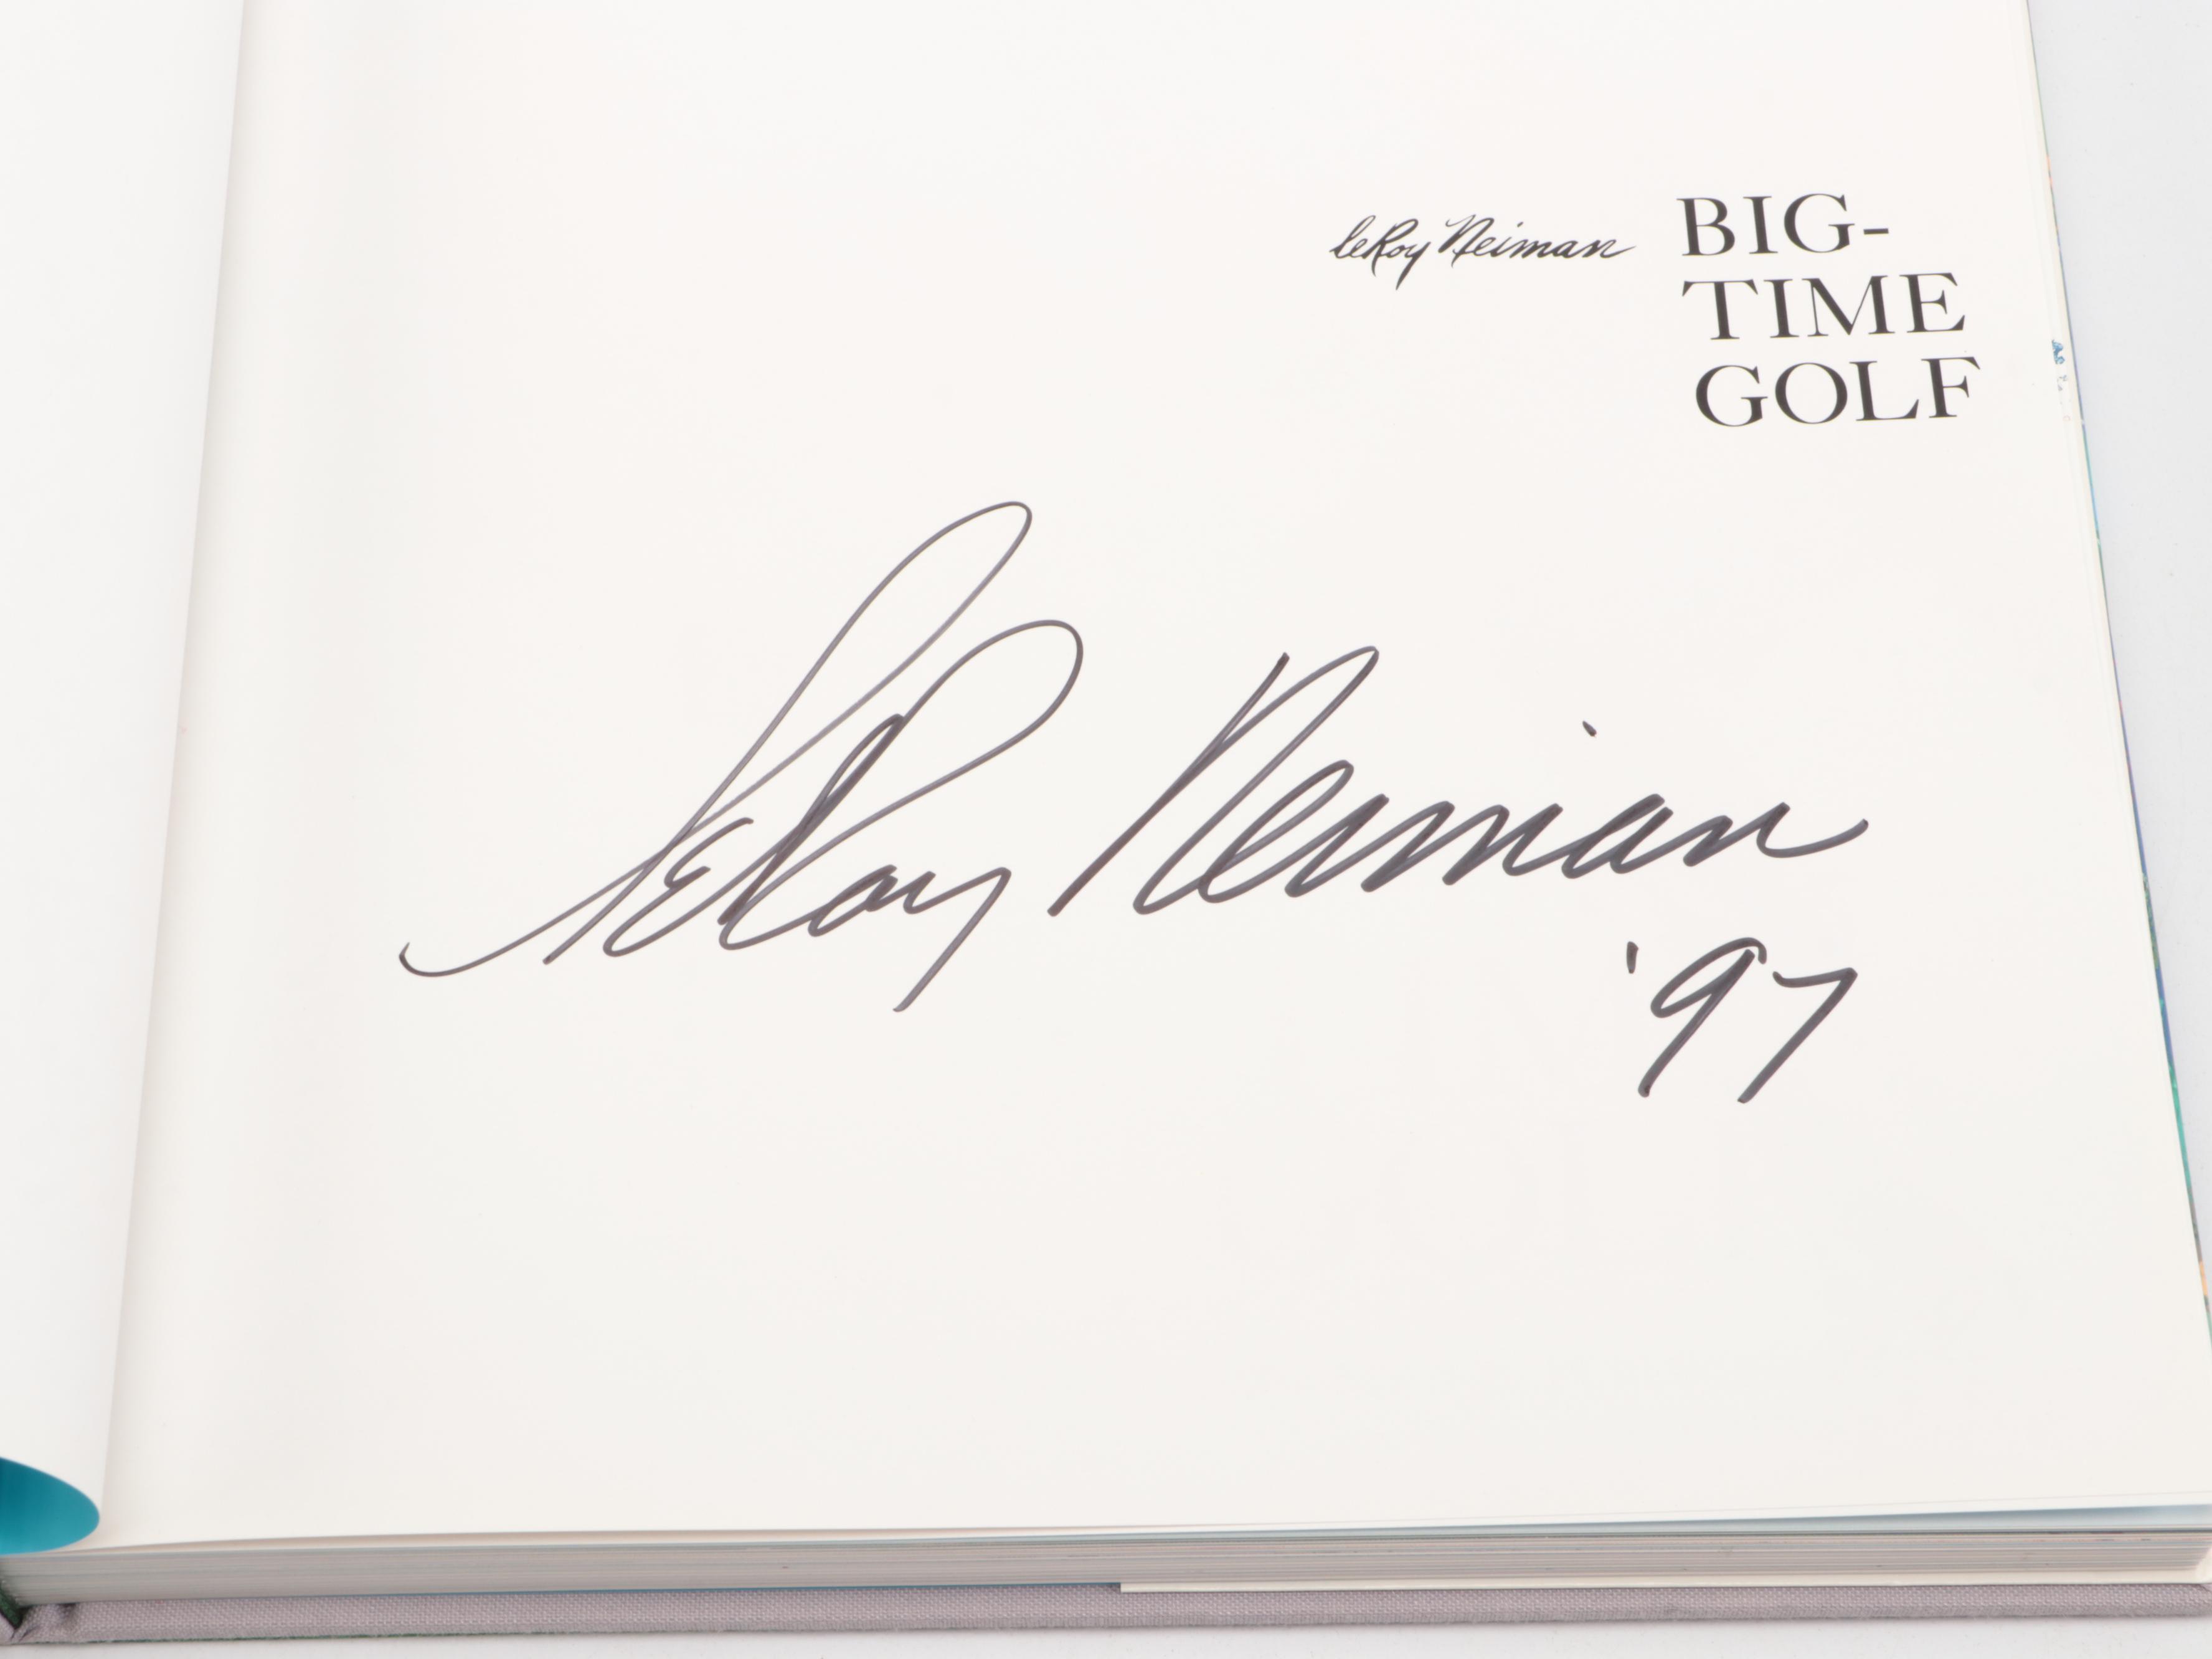 leRoy Neiman BIG-
TIME
GOLF
LeRoy Neiman
'97